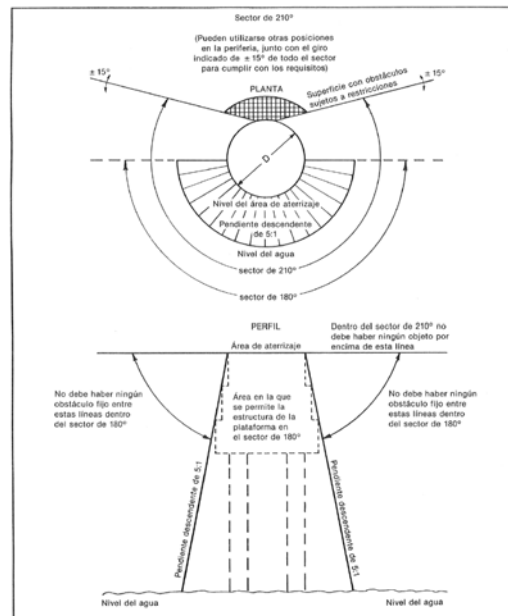 Sector de 210°
(Pueden utilizarse otras posiciones
en la periferia, junto con el giro
indicado de ± 15° de todo el sector
para cumplir con los requisitos)
± 15°
± 15°
PLANTA
Superficie con obstáculos
sujetos a restricciones
D
Nivel del área de aterrizaje
Pendiente descendente
de 5:1
Nivel del agua
sector de 210°
sector de 180°
PERFIL
Área de aterrizaje
Dentro del sector de 210° no
debe haber ningún objeto por
encima de esta línea
No debe haber ningún
obstáculo fijo entre
estas líneas dentro
del sector de 180°
Área en la que
se permite la
estructura de la
plataforma en
el sector de 180°
No debe haber ningún
obstáculo fijo entre
estas líneas dentro
del sector de 180°
Pendiente descendente de 5:1
Pendiente descendente de 5:1
Nivel del agua
Nivel del agua